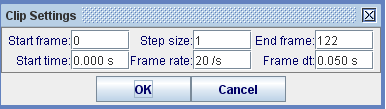 Clip Settings
Start frame: 0 Step size: 1 End frame: 122
Start time: 0.000 s Frame rate: 20 /s Frame dt: 0.050 s
OK Cancel